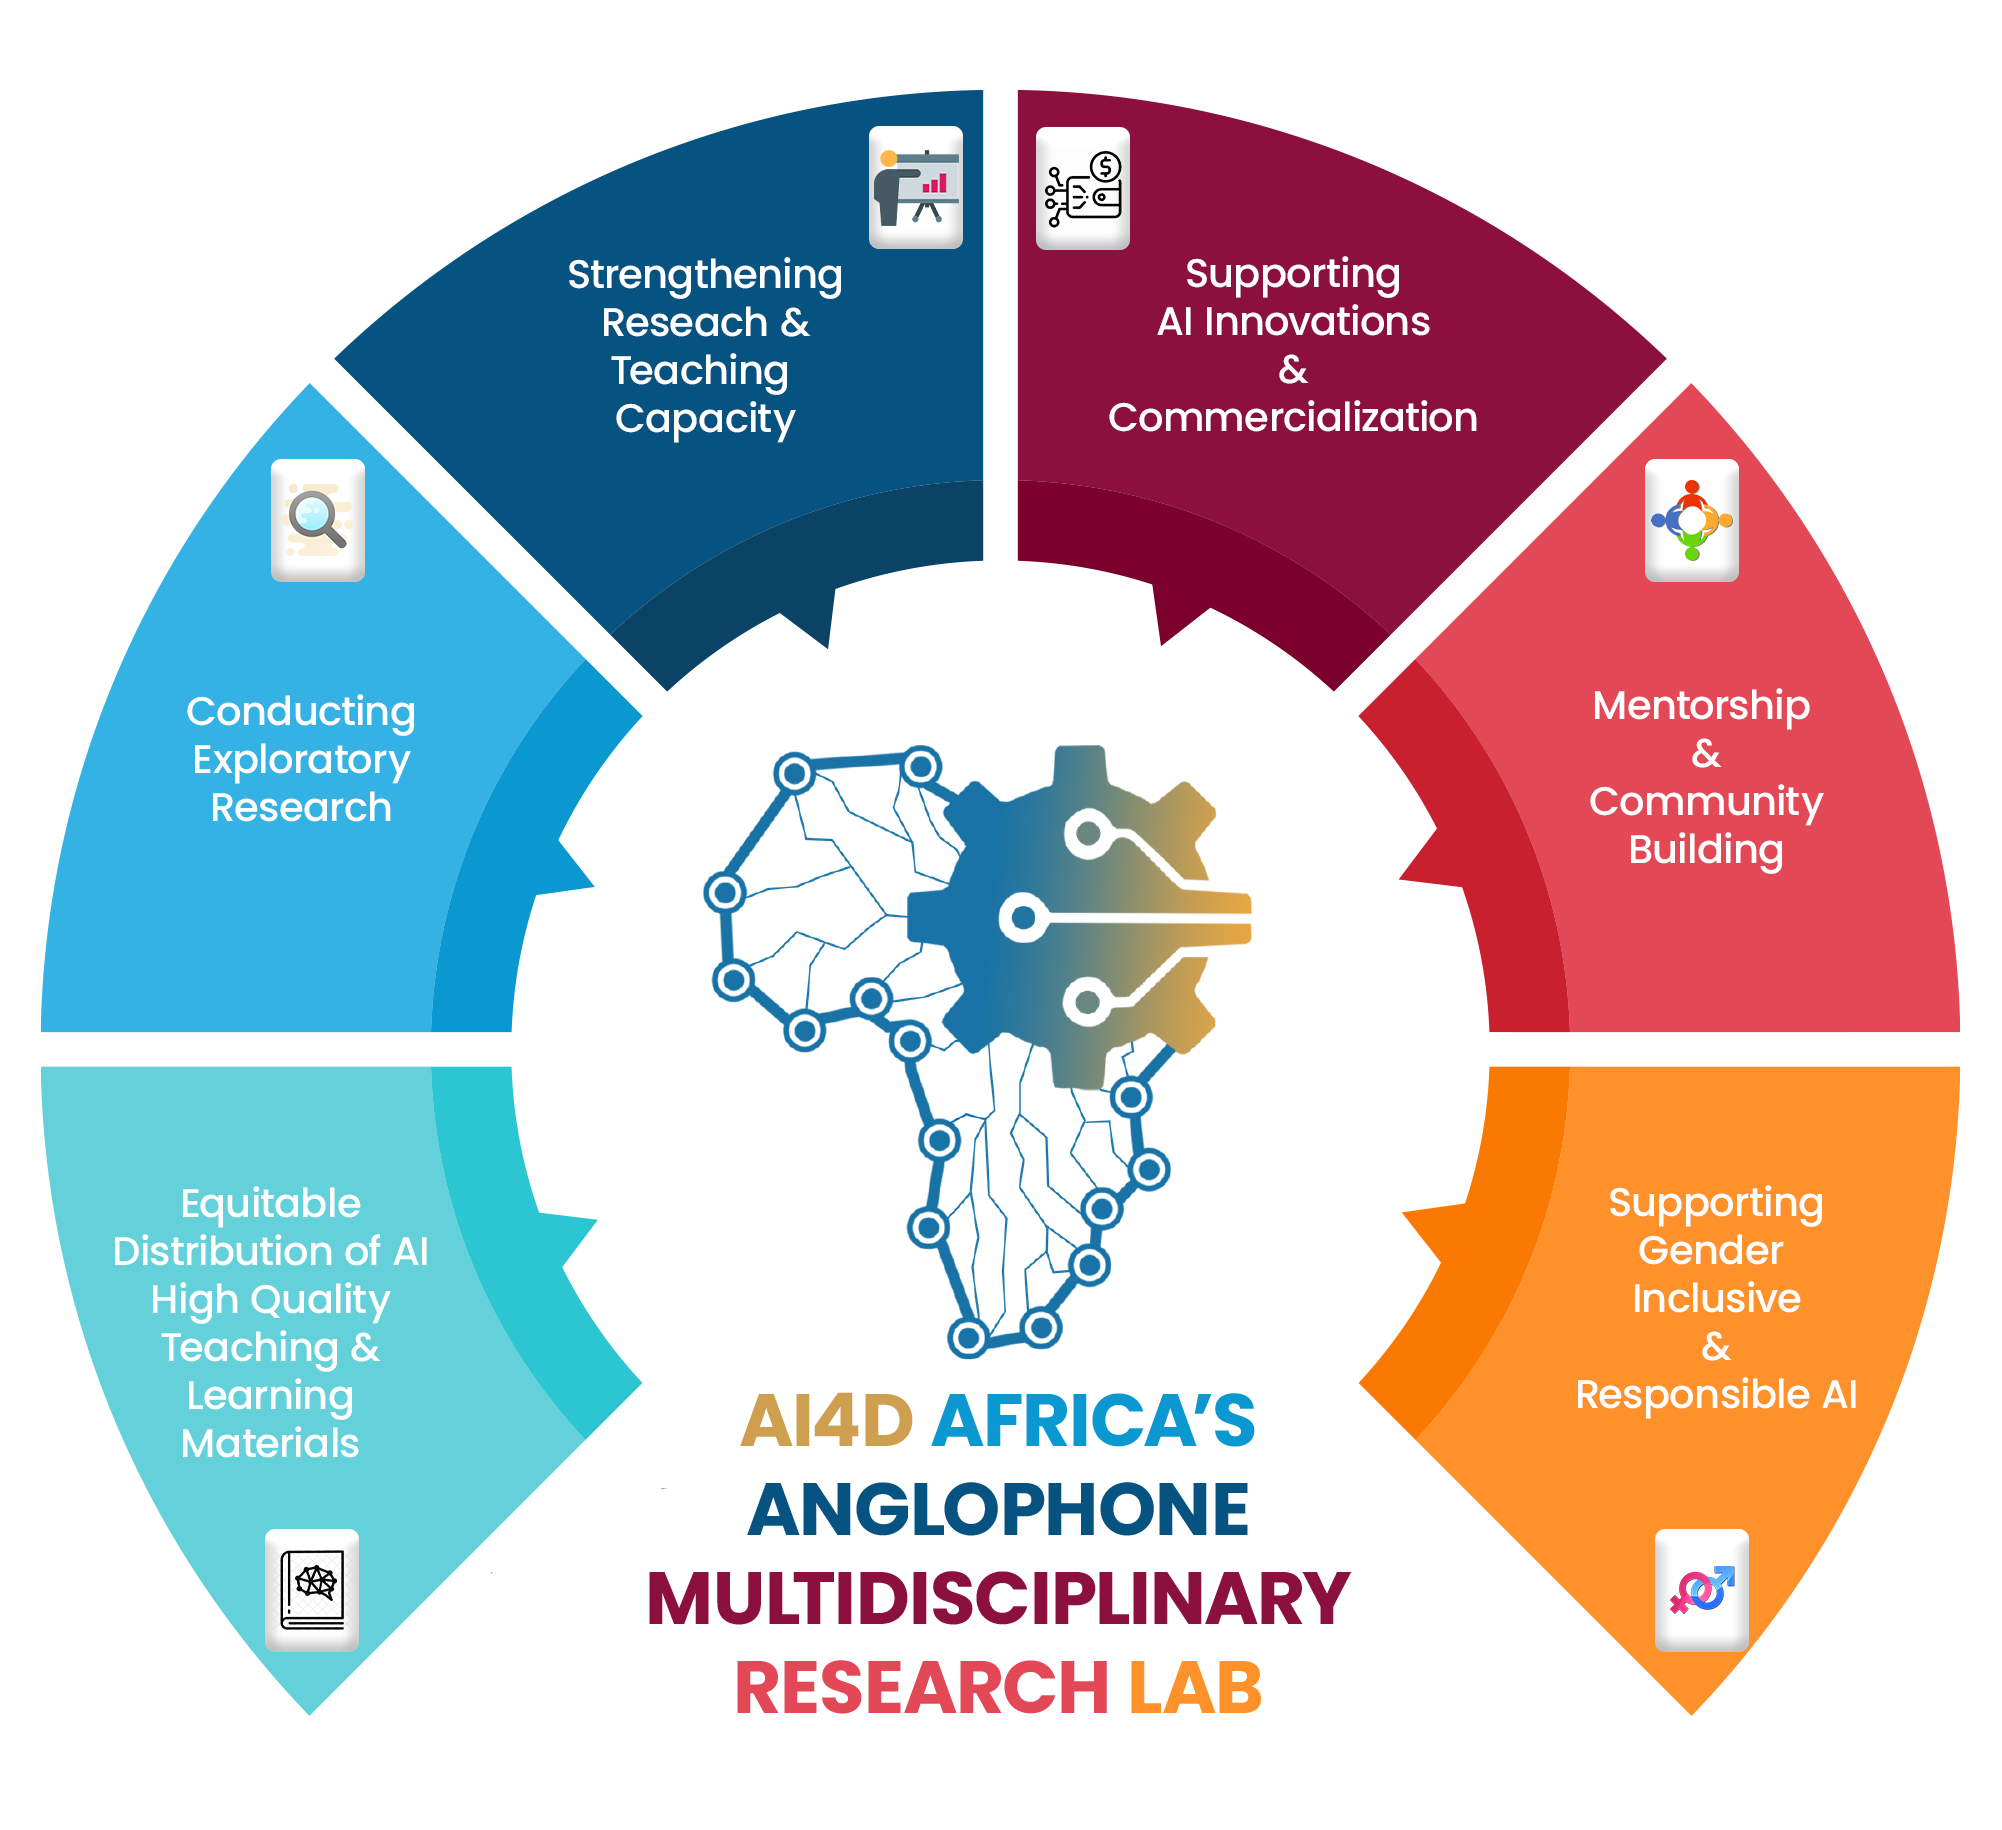 Strengthening
Reseach &
Teaching
Capacity
Supporting
AI Innovations
&
Commercialization
Conducting
Exploratory
Research
Mentorship
&
Community
Building
Equitable
Distribution of AI
High Quality
Teaching &
Learning
Materials
Supporting
Gender
Inclusive
&
Responsible AI
AI4D AFRICA’S
ANGLOPHONE
MULTIDISCIPLINARY
RESEARCH LAB